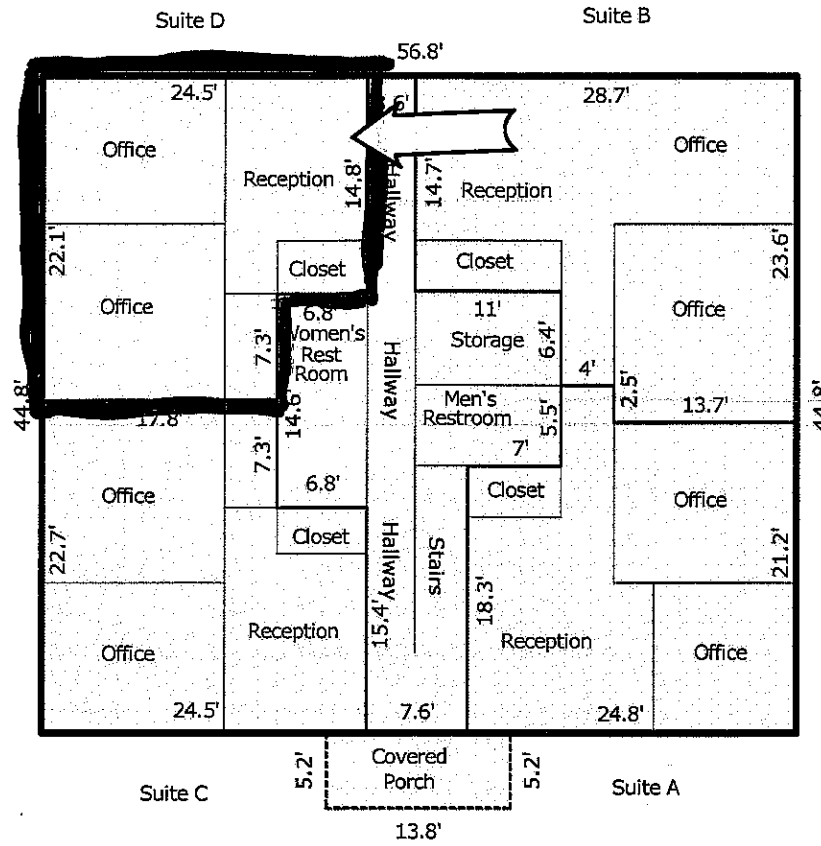 Suite D
Suite B
56.8'
24.5'
6'
28.7'
Office
Office
Reception
14.8'
Hallway
14.7'
Reception
22.1'
23.6'
Closet
Closet
Office
6.8'
11'
Office
Women's
Rest
Room
7.3'
Hallway
Storage
6.4'
4'
2.5'
44.8'
17.8'
14.6'
Men's
Restroom
5.5'
13.7'
44.8'
7.3'
7'
6.8'
Office
Closet
Office
Closet
22.7'
Hallway
Stairs
18.3'
21.2'
15.4'
Reception
Reception
Office
Office
24.5'
7.6'
24.8'
5.2'
Covered
Porch
5.2'
Suite C
Suite A
13.8'